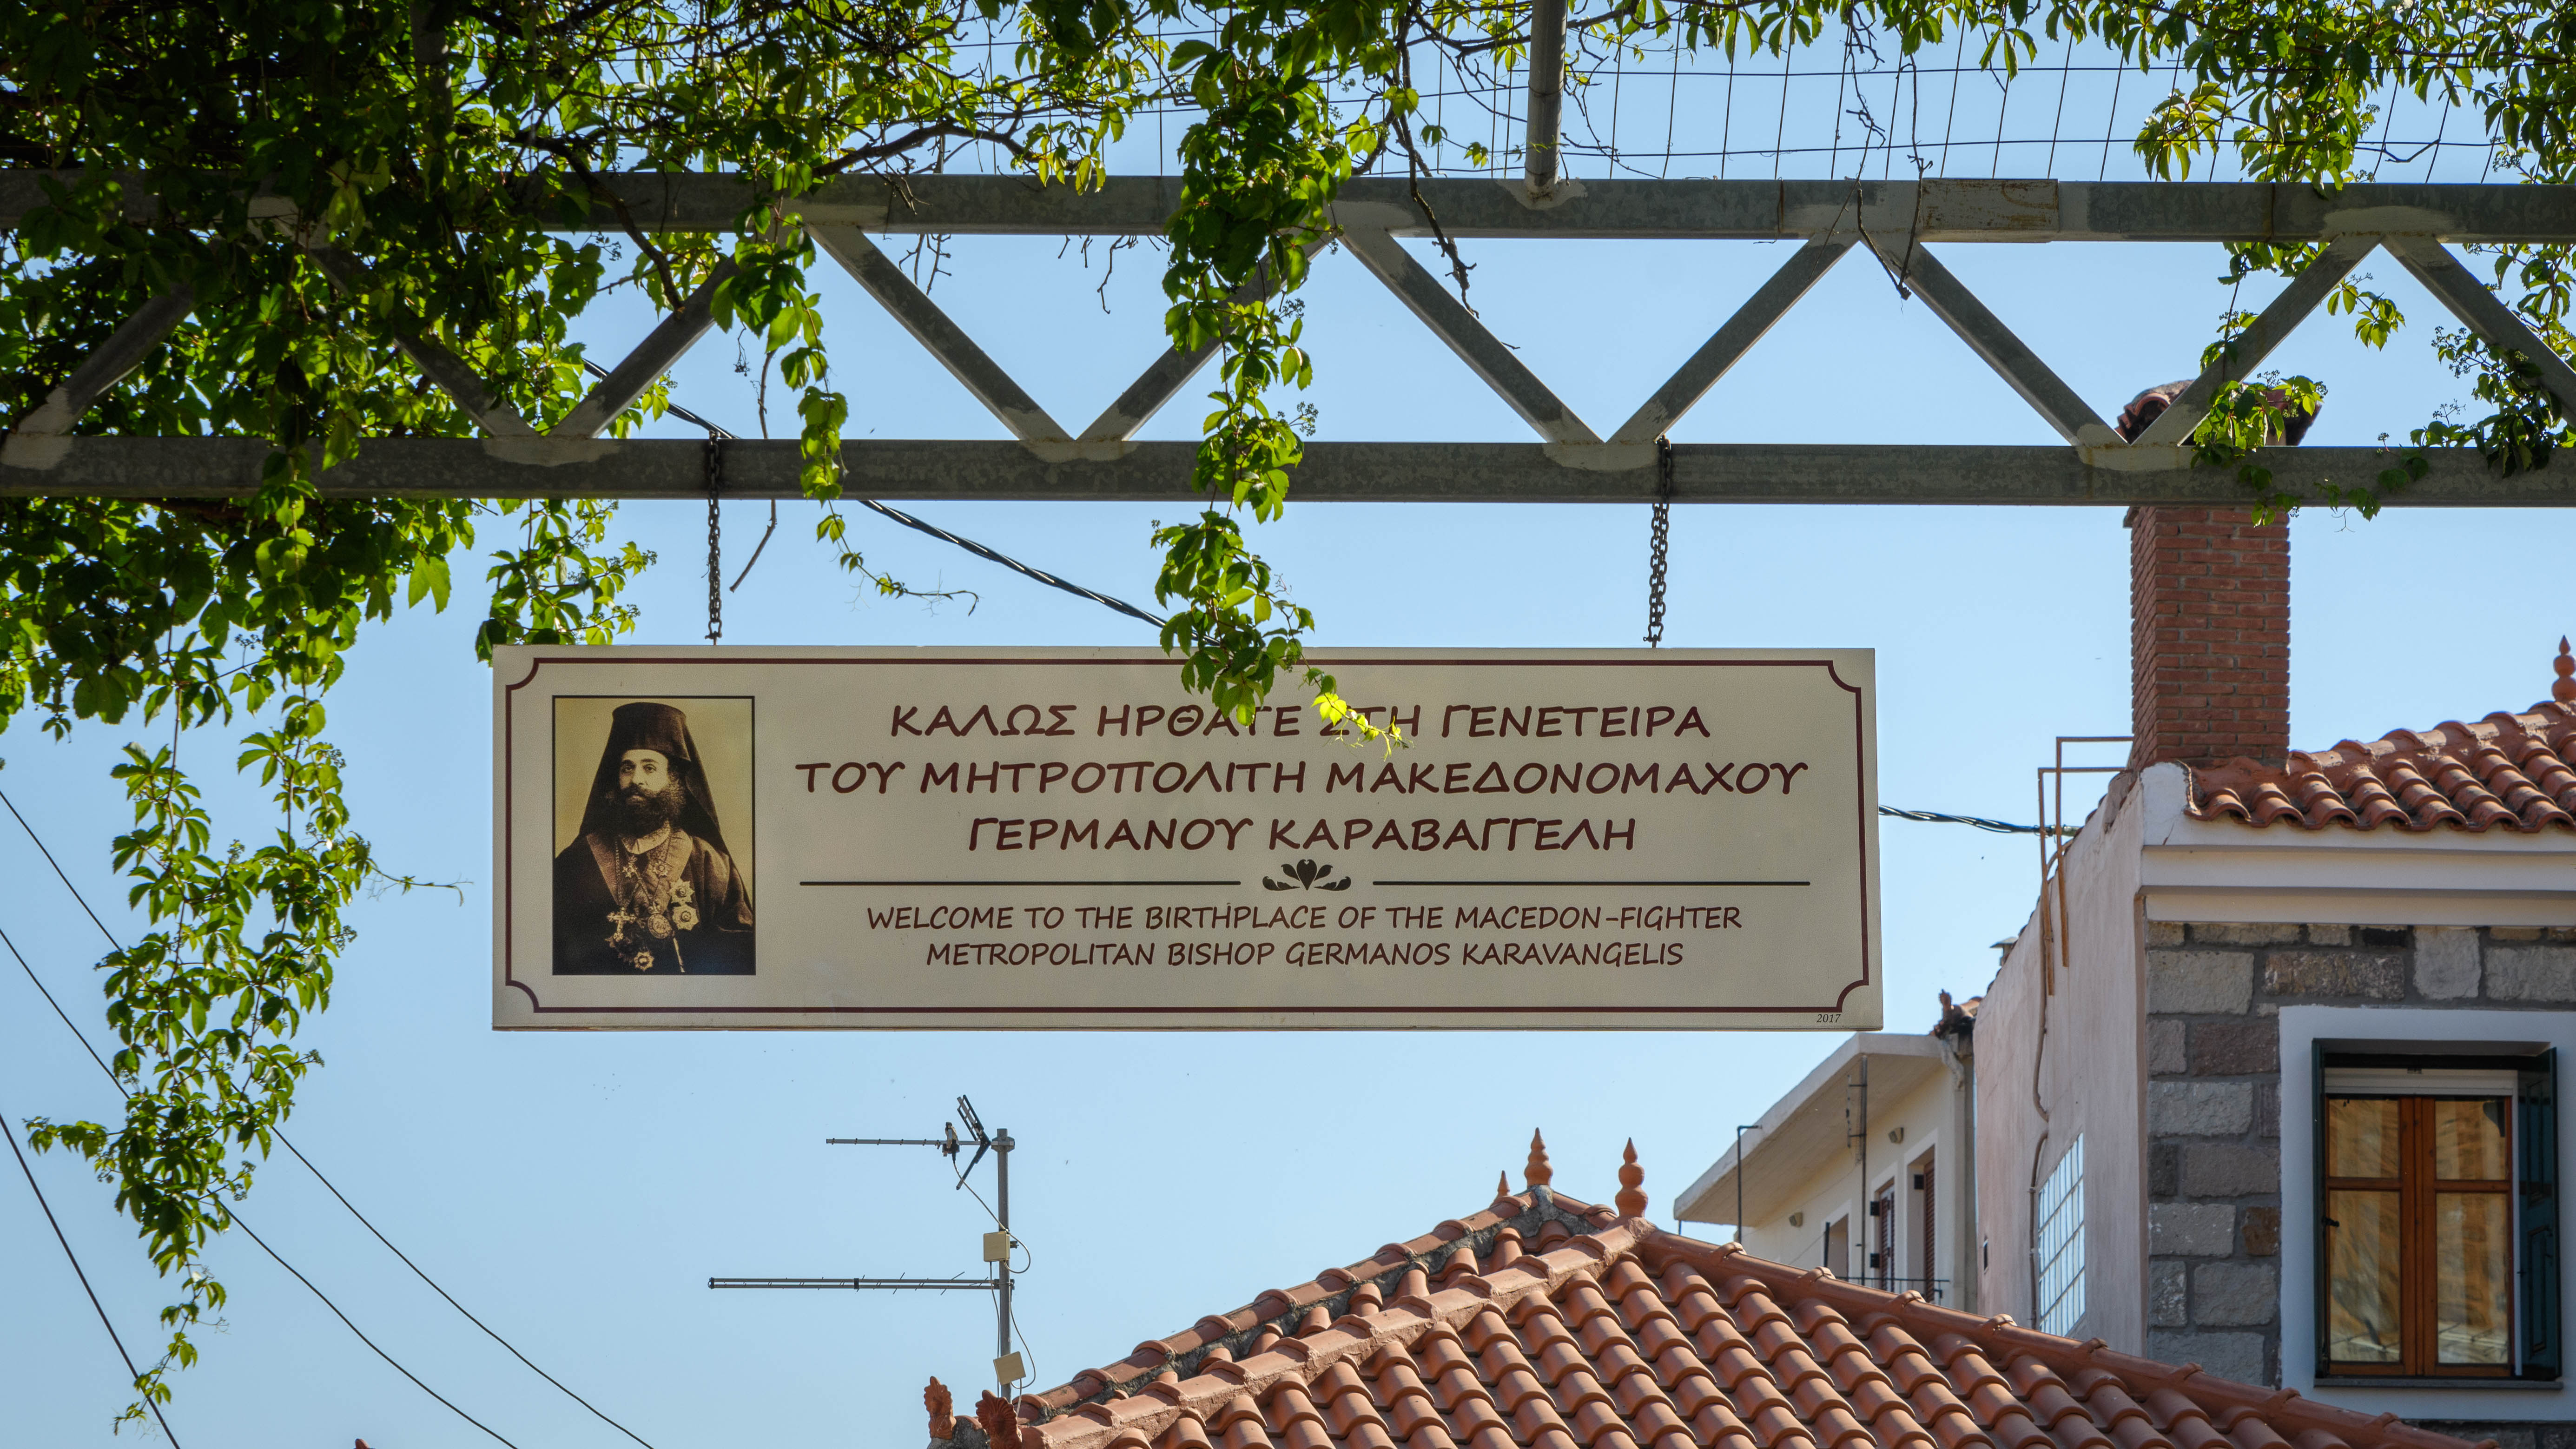 ΚΑΛΩΣ ΗΡΘΑΤΕ ΣΤΗ ΓΕΝΕΤΕΙΡΑ
ΤΟΥ ΜΗΤΡΟΠΟΛΙΤΗ ΜΑΚΕΔΟΝΟΜΑΧΟΥ
ΓΕΡΜΑΝΟΥ ΚΑΡΑΒΑΓΓΕΛΗ
WELCOME TO THE BIRTHPLACE OF THE MACEDON-FIGHTER
METROPOLITAN BISHOP GERMANOS KARAVANGELIS
2017